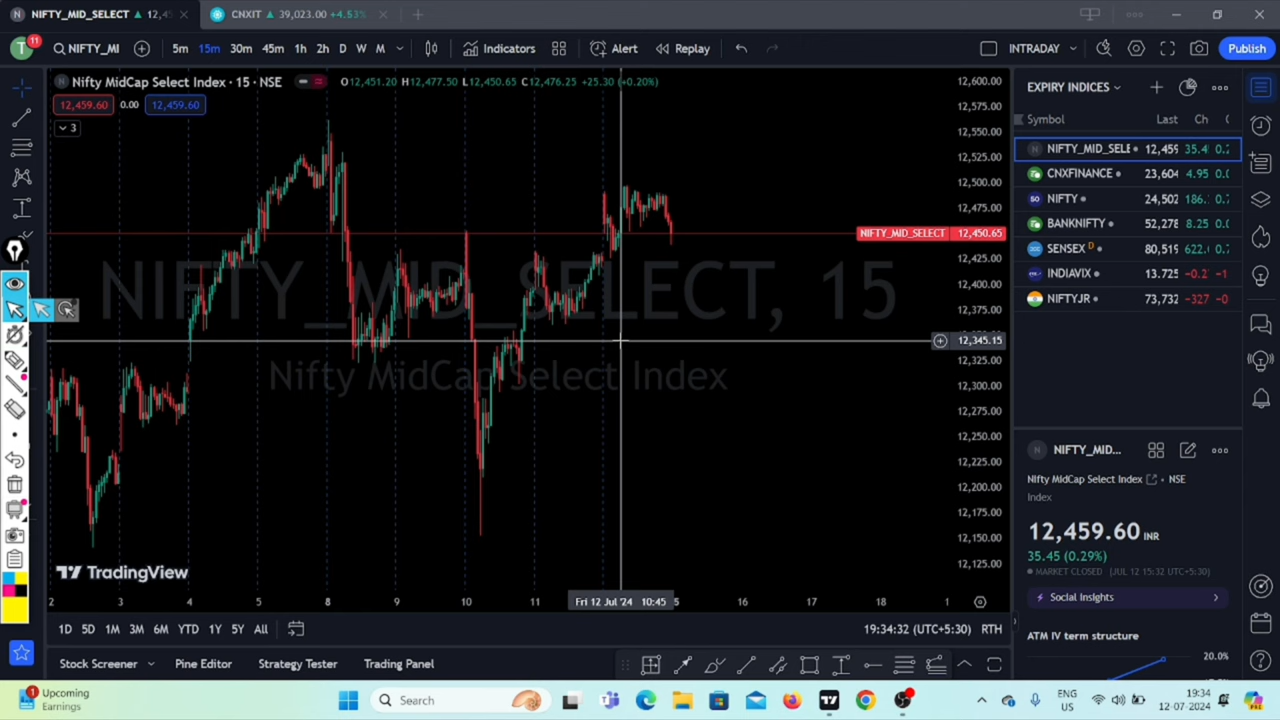 NIFTY_MID_SELECT ▲ 12,4
CNXIT ▲ 39,023.00 +4.53%
T 11 NIFTY_MI 5m 15m 30m 45m 1h 2h D W M Indicators Alert Replay INTRADAY Publish
Nifty MidCap Select Index · 15 · NSE O12,451.20 H12,477.50 L12,450.65 C12,476.25 +25.30 (+0.20%)
12,459.60 0.00 12,459.60
3
NIFTY_MID_SELECT, 15
Nifty MidCap Select Index
12,600.00
12,575.00
12,550.00
12,525.00
12,500.00
12,475.00
NIFTY_MID_SELECT 12,450.65
12,425.00
12,400.00
12,375.00
12,345.15
12,325.00
12,300.00
12,275.00
12,250.00
12,225.00
12,200.00
12,175.00
12,150.00
12,125.00
TradingView
2 3 4 5 8 9 10 11 Fri 12 Jul '24 10:45 5 16 17 18 1
1D 5D 1M 3M 6M YTD 1Y 5Y All 19:34:32 (UTC+5:30) RTH
Stock Screener Pine Editor Strategy Tester Trading Panel
EXPIRY INDICES
Symbol Last Ch
NIFTY_MID_SELE 12,459 35.4
CNXFINANCE 23,604 4.95 0.
NIFTY 24,502 186. 0.
BANKNIFTY 52,278 8.25 0.
SENSEX D 80,519 622. 0.
INDIAVIX 13.725 -0.2 -1
NIFTYJR 73,732 -327 -0
NIFTY_MID...
Nifty MidCap Select Index • NSE
Index
12,459.60 INR
35.45 (0.29%)
MARKET CLOSED (JUL 12 15:32 UTC+5:30)
Social Insights
ATM IV term structure
20.0%
1 Upcoming
Earnings
Search
ENG
US
19:34
12-07-2024